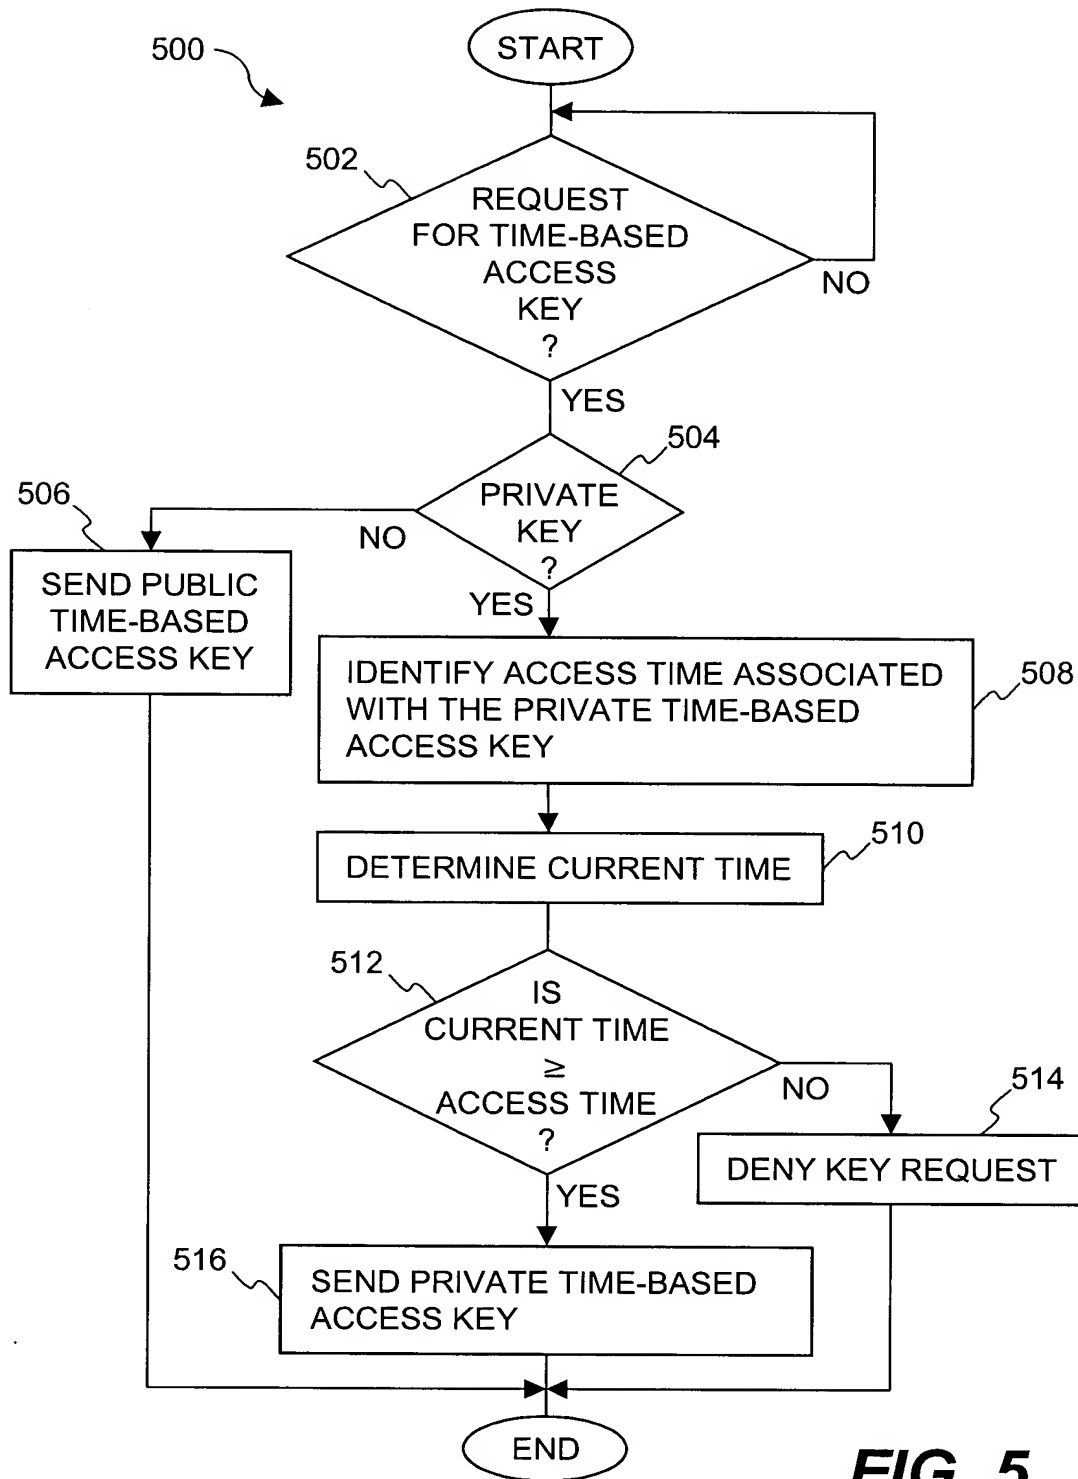 500
START
502
REQUEST
FOR TIME-BASED
ACCESS
KEY
?
NO
YES
504
PRIVATE
KEY
?
NO
YES
506
SEND PUBLIC
TIME-BASED
ACCESS KEY
508
IDENTIFY ACCESS TIME ASSOCIATED
WITH THE PRIVATE TIME-BASED
ACCESS KEY
510
DETERMINE CURRENT TIME
512
IS
CURRENT TIME
≥
ACCESS TIME
?
NO
YES
514
DENY KEY REQUEST
516
SEND PRIVATE TIME-BASED
ACCESS KEY
END
FIG. 5